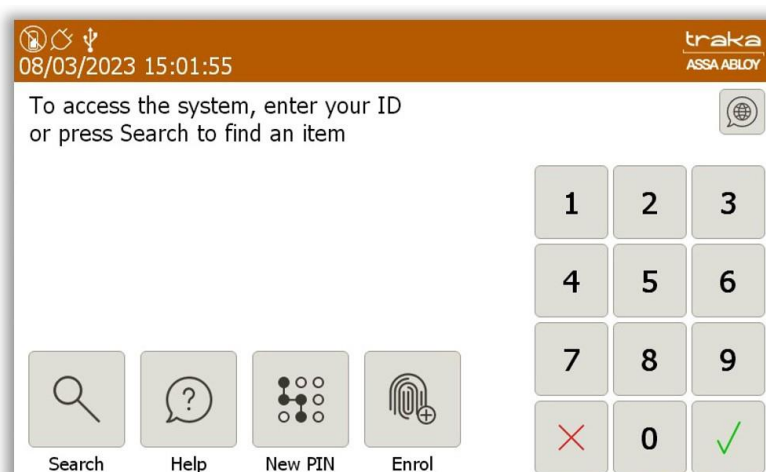 08/03/2023 15:01:55
traka
ASSA ABLOY
To access the system, enter your ID
or press Search to find an item
1 2 3
4 5 6
7 8 9
0
?
Search Help New PIN Enrol